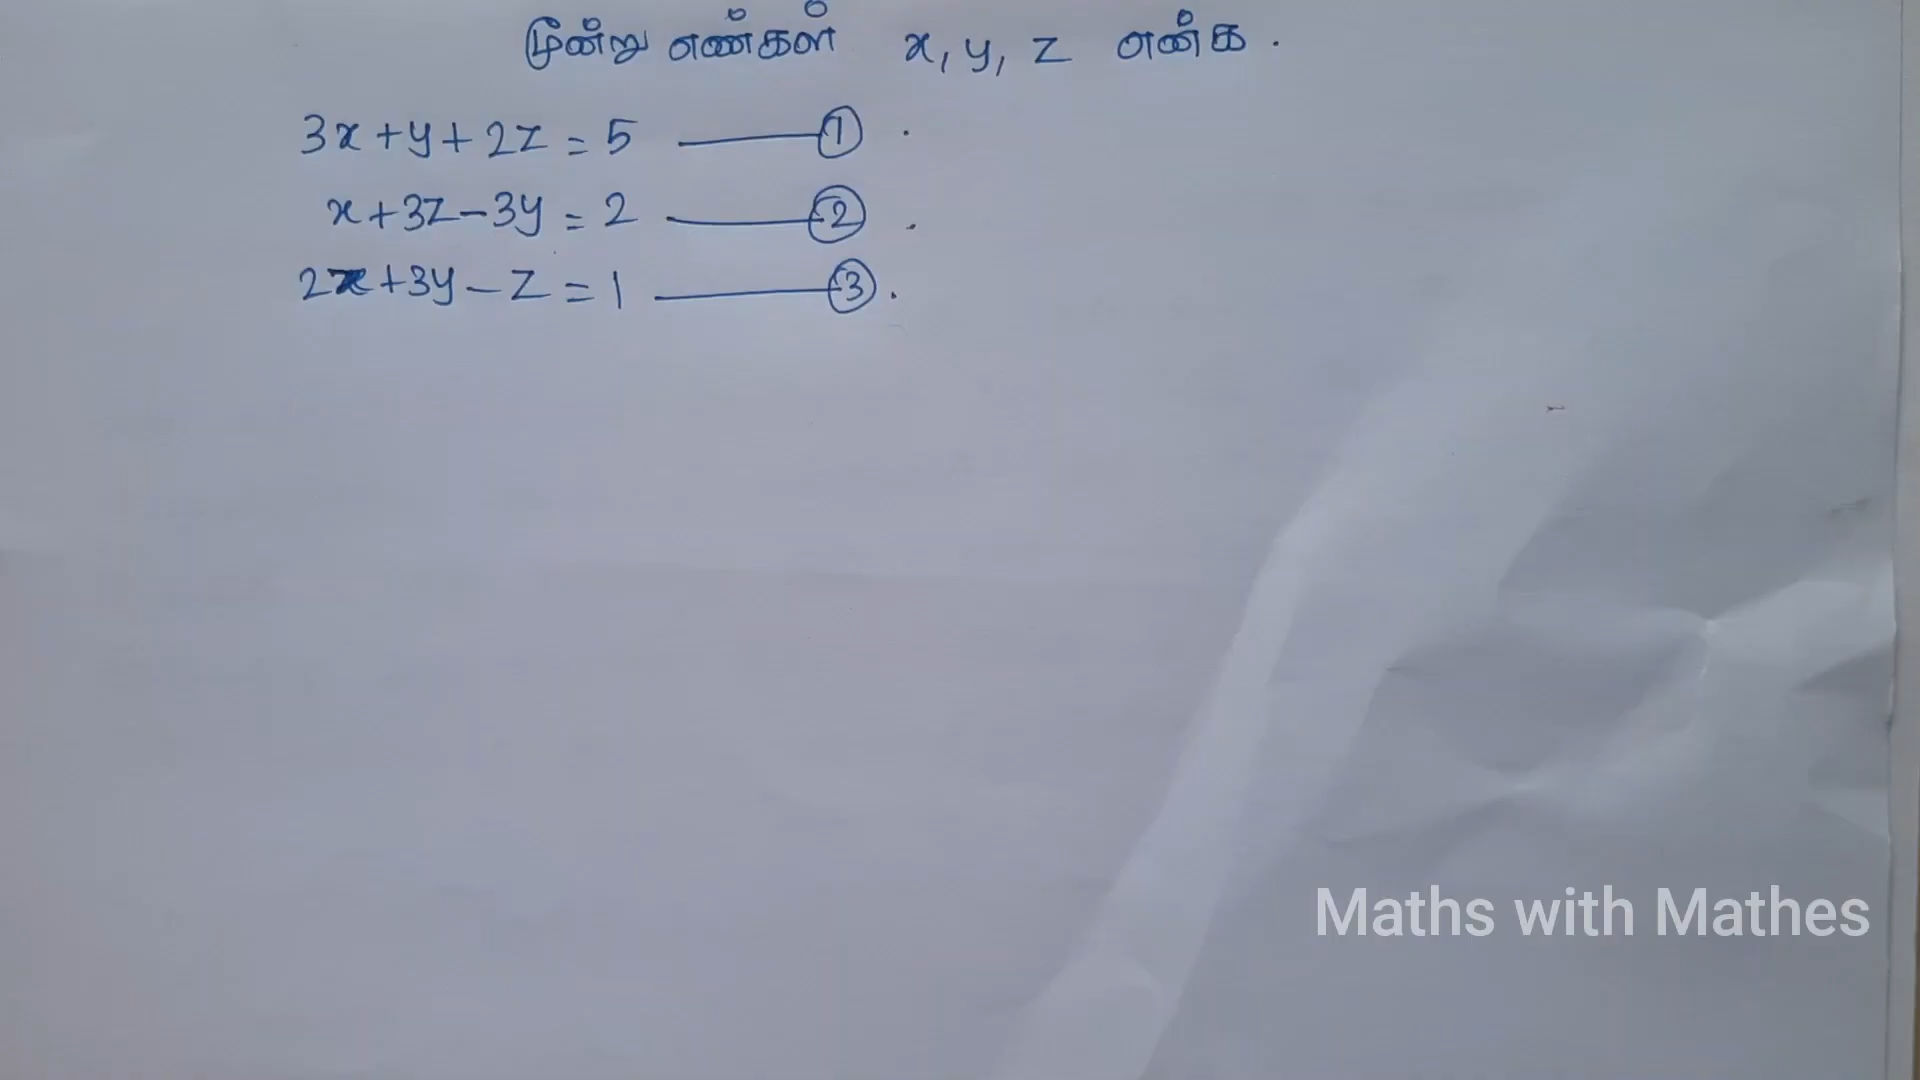 மூன்று எண்கள் x, y, z என்க .
3x + y + 2z = 5 —— ①
x + 3z - 3y = 2 —— ②
2x + 3y - z = 1 —— ③
Maths with Mathes